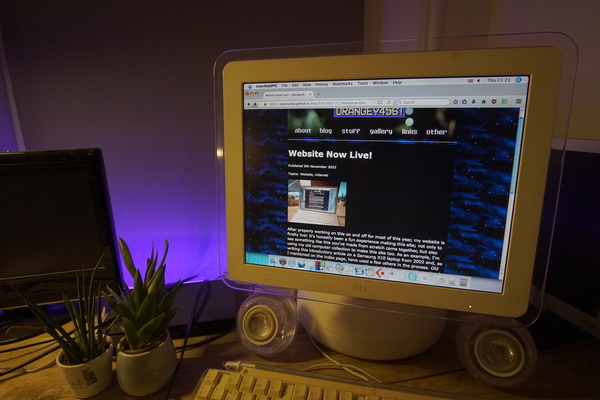 InterWebPPC File Edit View History Bookmarks Tools Window Help
Thu 21:23
Search
ORANGEY456!
about blog stuff gallery links other
Website Now Live!
Published 9th November 2022
Topics: Website, Internet
After properly working on this on and off for most of this year, my website is
finally live! It's honestly been a fun experience making this site; not only to
see something like this you've made from scratch come together, but also
using my old computer collection to make this site too. As an example, I'm
writing this introductory article on a Samsung X10 laptop from 2003 and, as
I mentioned on the index page, have used a few others in the process. Old
iMac